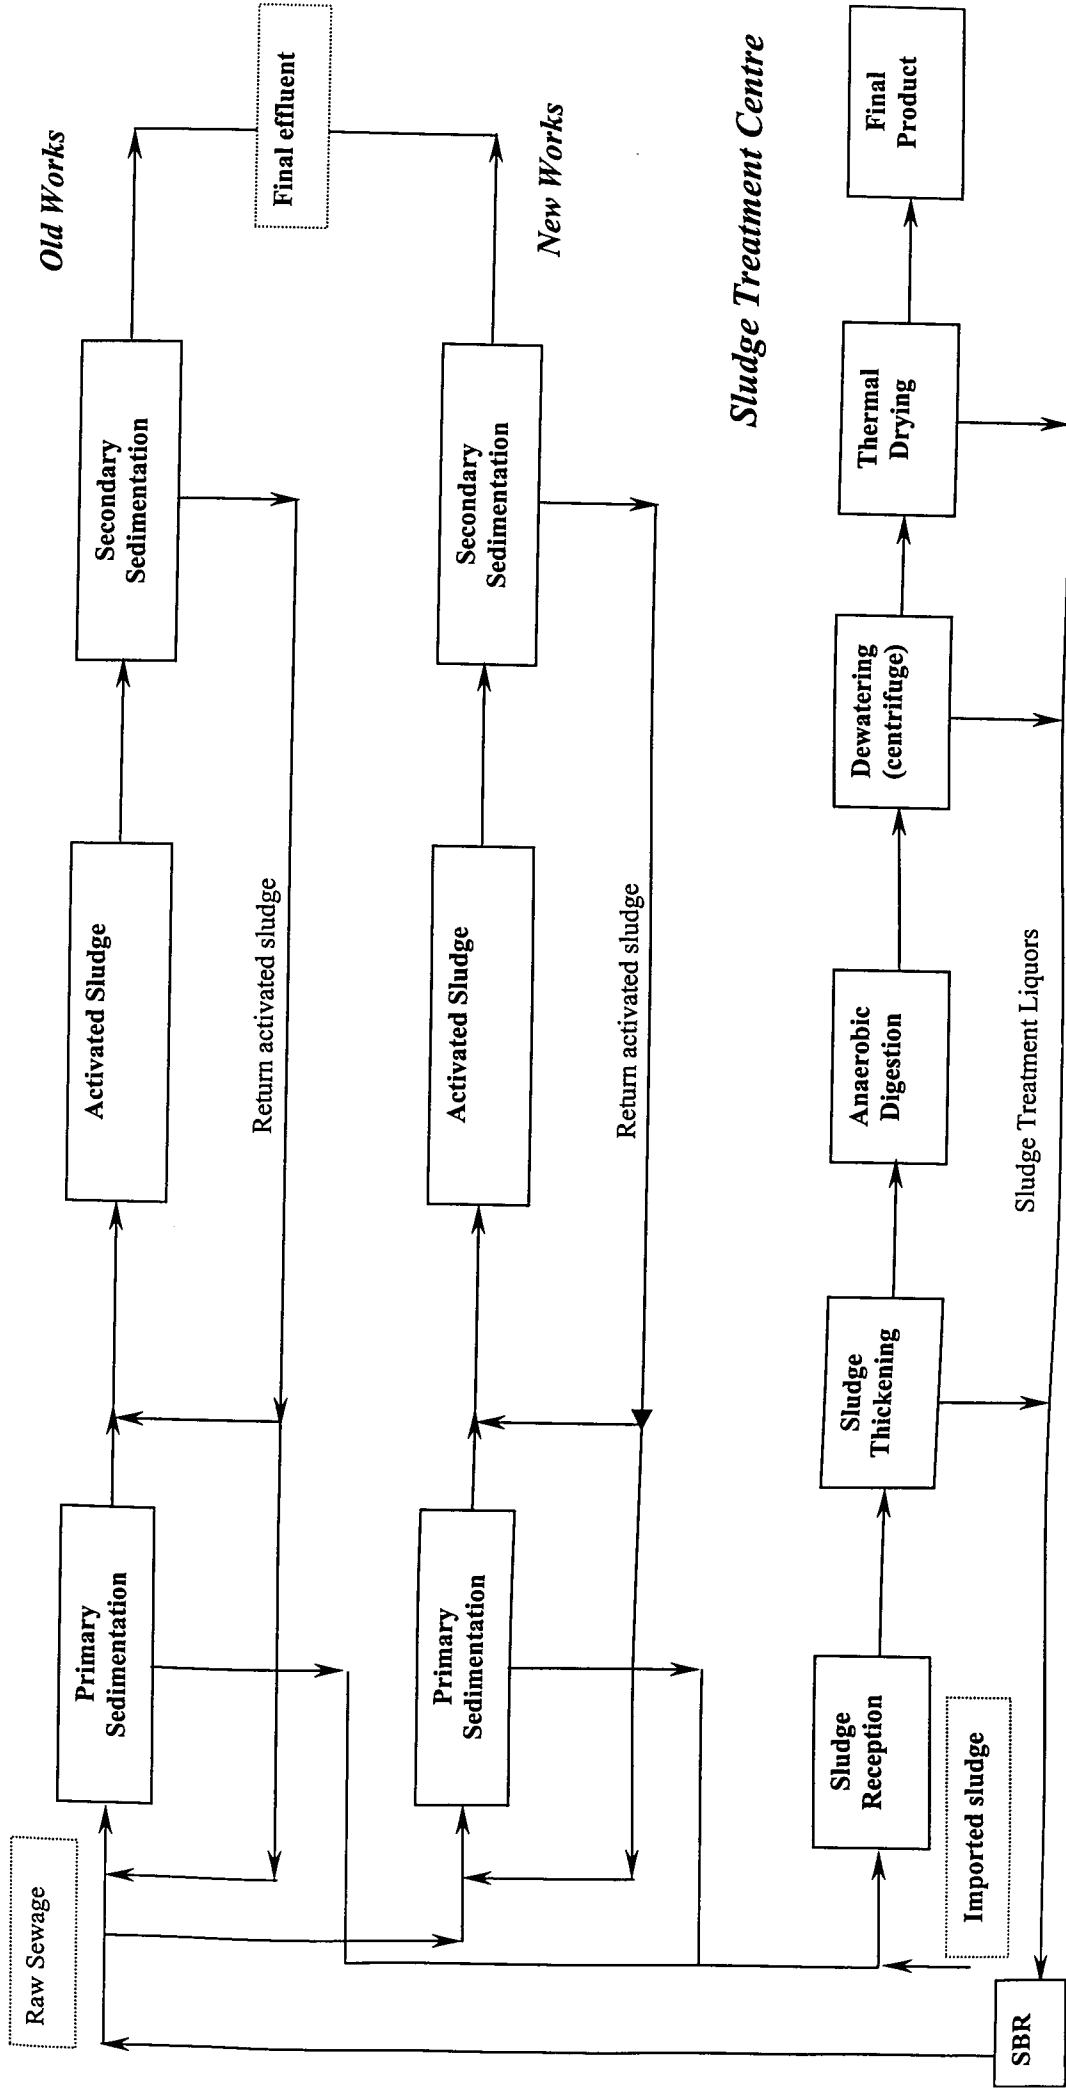 Old Works
Raw Sewage
Primary
Sedimentation
Activated Sludge
Secondary
Sedimentation
Final effluent
Return activated sludge
New Works
Primary
Sedimentation
Activated Sludge
Secondary
Sedimentation
Return activated sludge
Sludge Treatment Centre
Sludge
Reception
Sludge
Thickening
Anaerobic
Digestion
Dewatering
(centrifuge)
Thermal
Drying
Final
Product
Imported sludge
Sludge Treatment Liquors
SBR